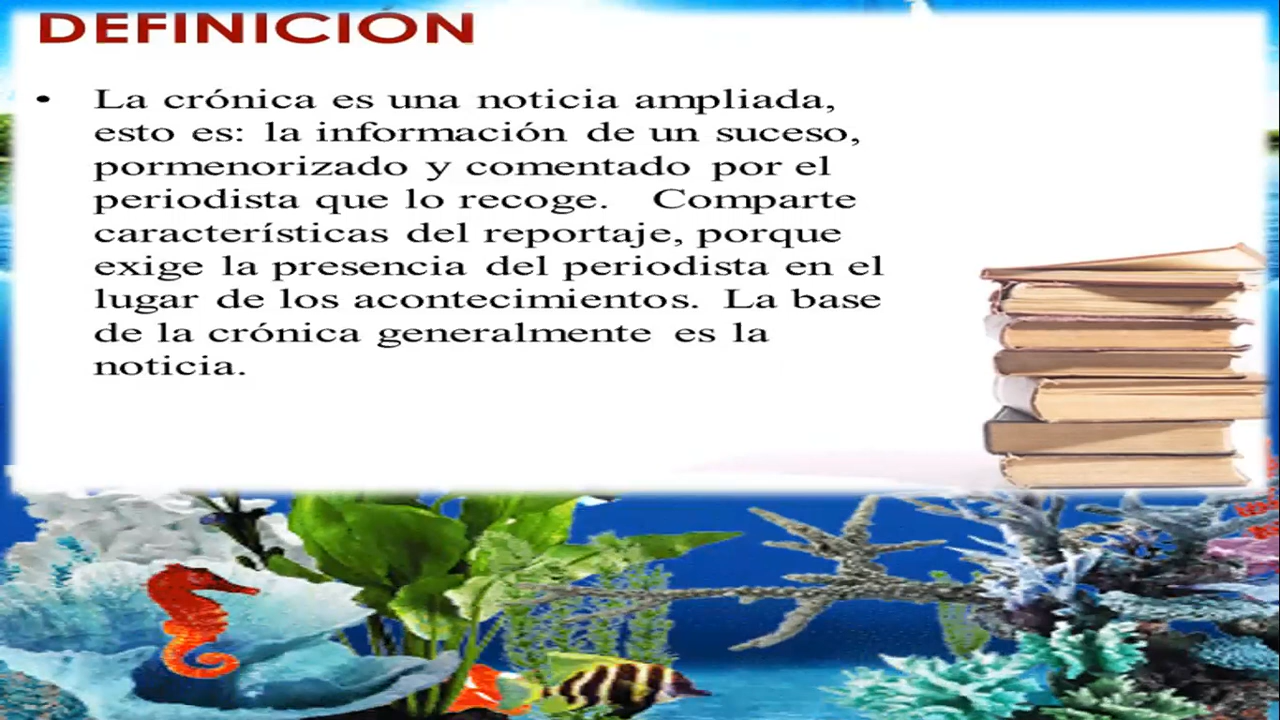 DEFINICIÓN
• La crónica es una noticia ampliada,
esto es: la información de un suceso,
pormenorizado y comentado por el
periodista que lo recoge. Comparte
características del reportaje, porque
exige la presencia del periodista en el
lugar de los acontecimientos. La base
de la crónica generalmente es la
noticia.